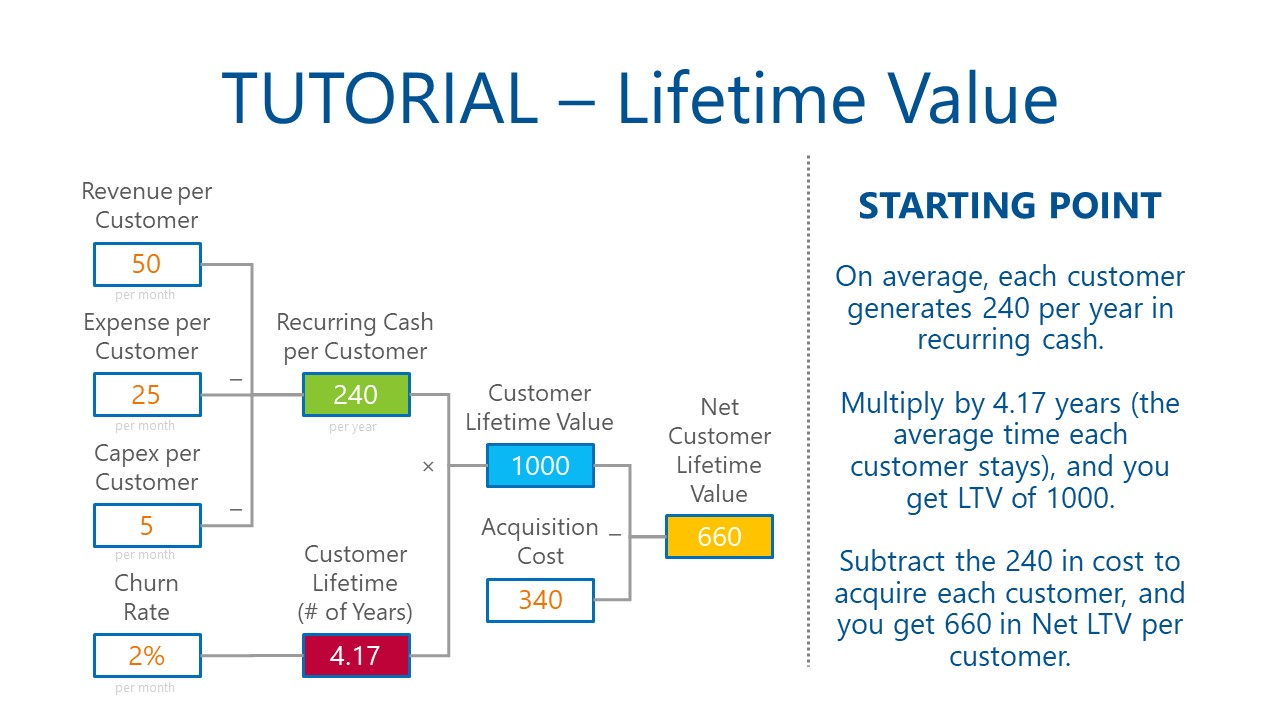 TUTORIAL – Lifetime Value
Revenue per
Customer
50
per month
Expense per
Customer
–
25
per month
Capex per
Customer
–
5
per month
Churn
Rate
2%
per month
Recurring Cash
per Customer
240
per year
×
Customer
Lifetime
(# of Years)
4.17
Customer
Lifetime Value
1000
Acquisition
Cost
–
340
Net
Customer
Lifetime
Value
660
STARTING POINT
On average, each customer
generates 240 per year in
recurring cash.
Multiply by 4.17 years (the
average time each
customer stays), and you
get LTV of 1000.
Subtract the 240 in cost to
acquire each customer, and
you get 660 in Net LTV per
customer.